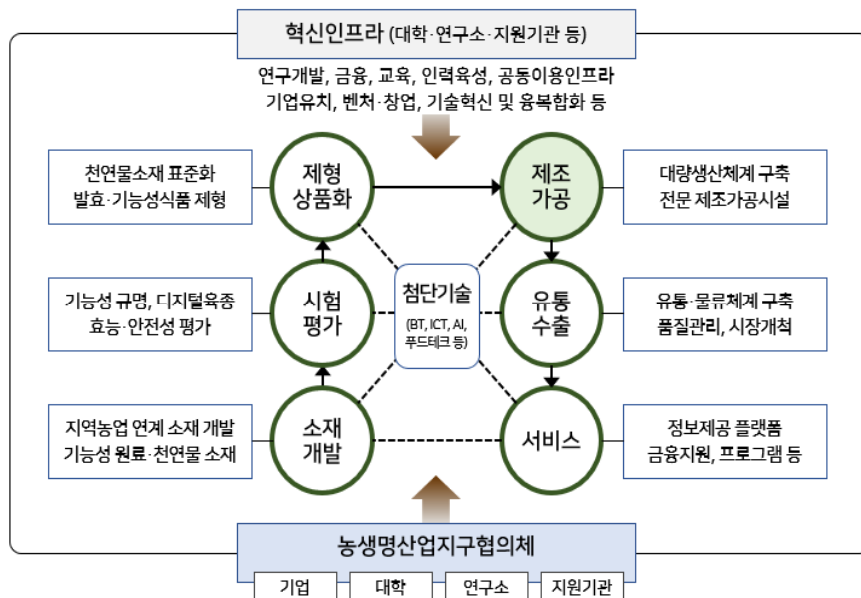 혁신인프라 (대학·연구소·지원기관 등)
연구개발, 금융, 교육, 인력육성, 공동이용인프라
기업유치, 벤처·창업, 기술혁신 및 융복합화 등
천연물소재 표준화
발효·기능성식품 제형
제형
상품화
제조
가공
대량생산체계 구축
전문 제조가공시설
기능성 규명, 디지털육종
효능·안전성 평가
시험
평가
첨단기술
(BT, ICT, AI,
푸드테크 등)
유통
수출
유통·물류체계 구축
품질관리, 시장개척
지역농업 연계 소재 개발
기능성 원료·천연물 소재
소재
개발
서비스
정보제공 플랫폼
금융지원, 프로그램 등
농생명산업지구협의체
기업
대학
연구소
지원기관